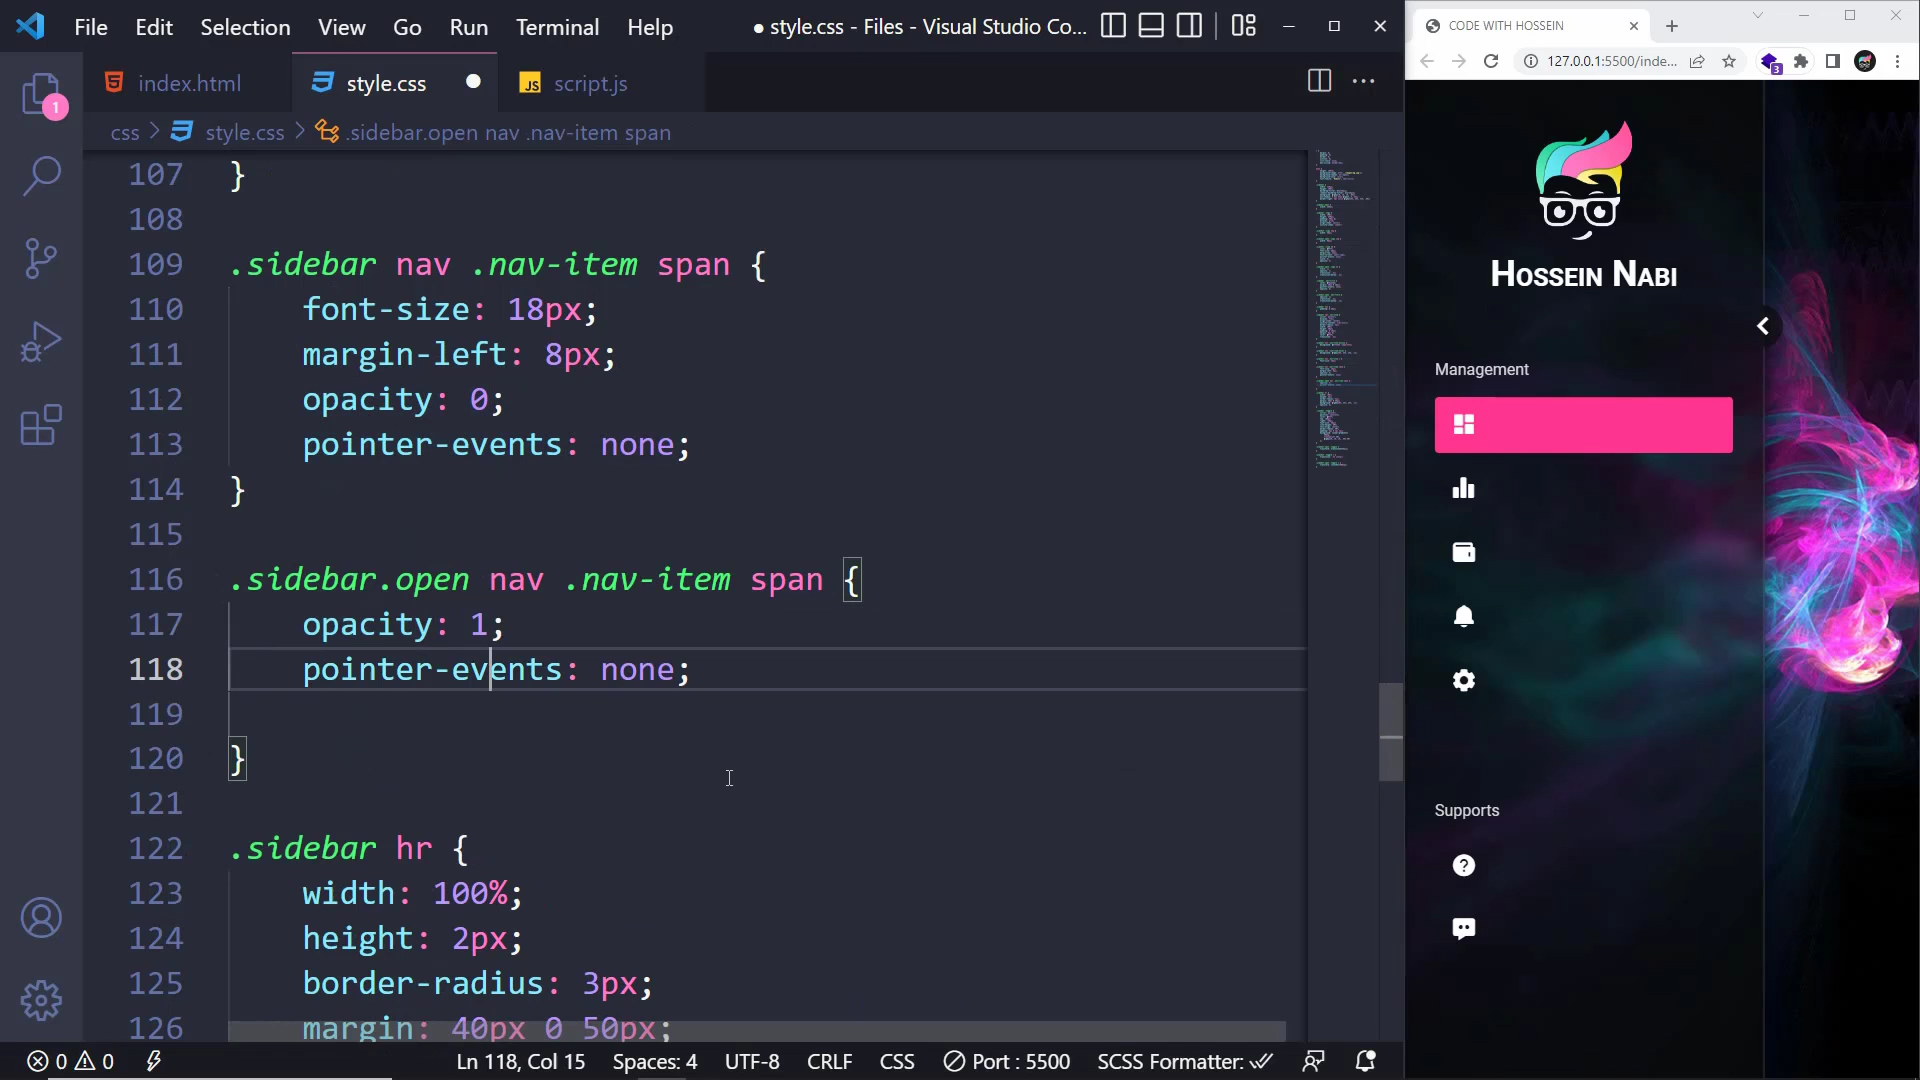 File Edit Selection View Go Run Terminal Help ● style.css - Files - Visual Studio Co...
index.html style.css script.js
css > style.css > .sidebar.open nav .nav-item span
1
107 }
108
109 .sidebar nav .nav-item span {
110 font-size: 18px;
111 margin-left: 8px;
112 opacity: 0;
113 pointer-events: none;
114 }
115
116 .sidebar.open nav .nav-item span {
117 opacity: 1;
118 pointer-events: none;
119
120 }
121
122 .sidebar hr {
123 width: 100%;
124 height: 2px;
125 border-radius: 3px;
126 margin: 40px 0 50px;
0 0 Ln 118, Col 15 Spaces: 4 UTF-8 CRLF CSS Port : 5500 SCSS Formatter:
CODE WITH HOSSEIN
127.0.0.1:5500/inde...
3
Hossein Nabi
Management
Supports